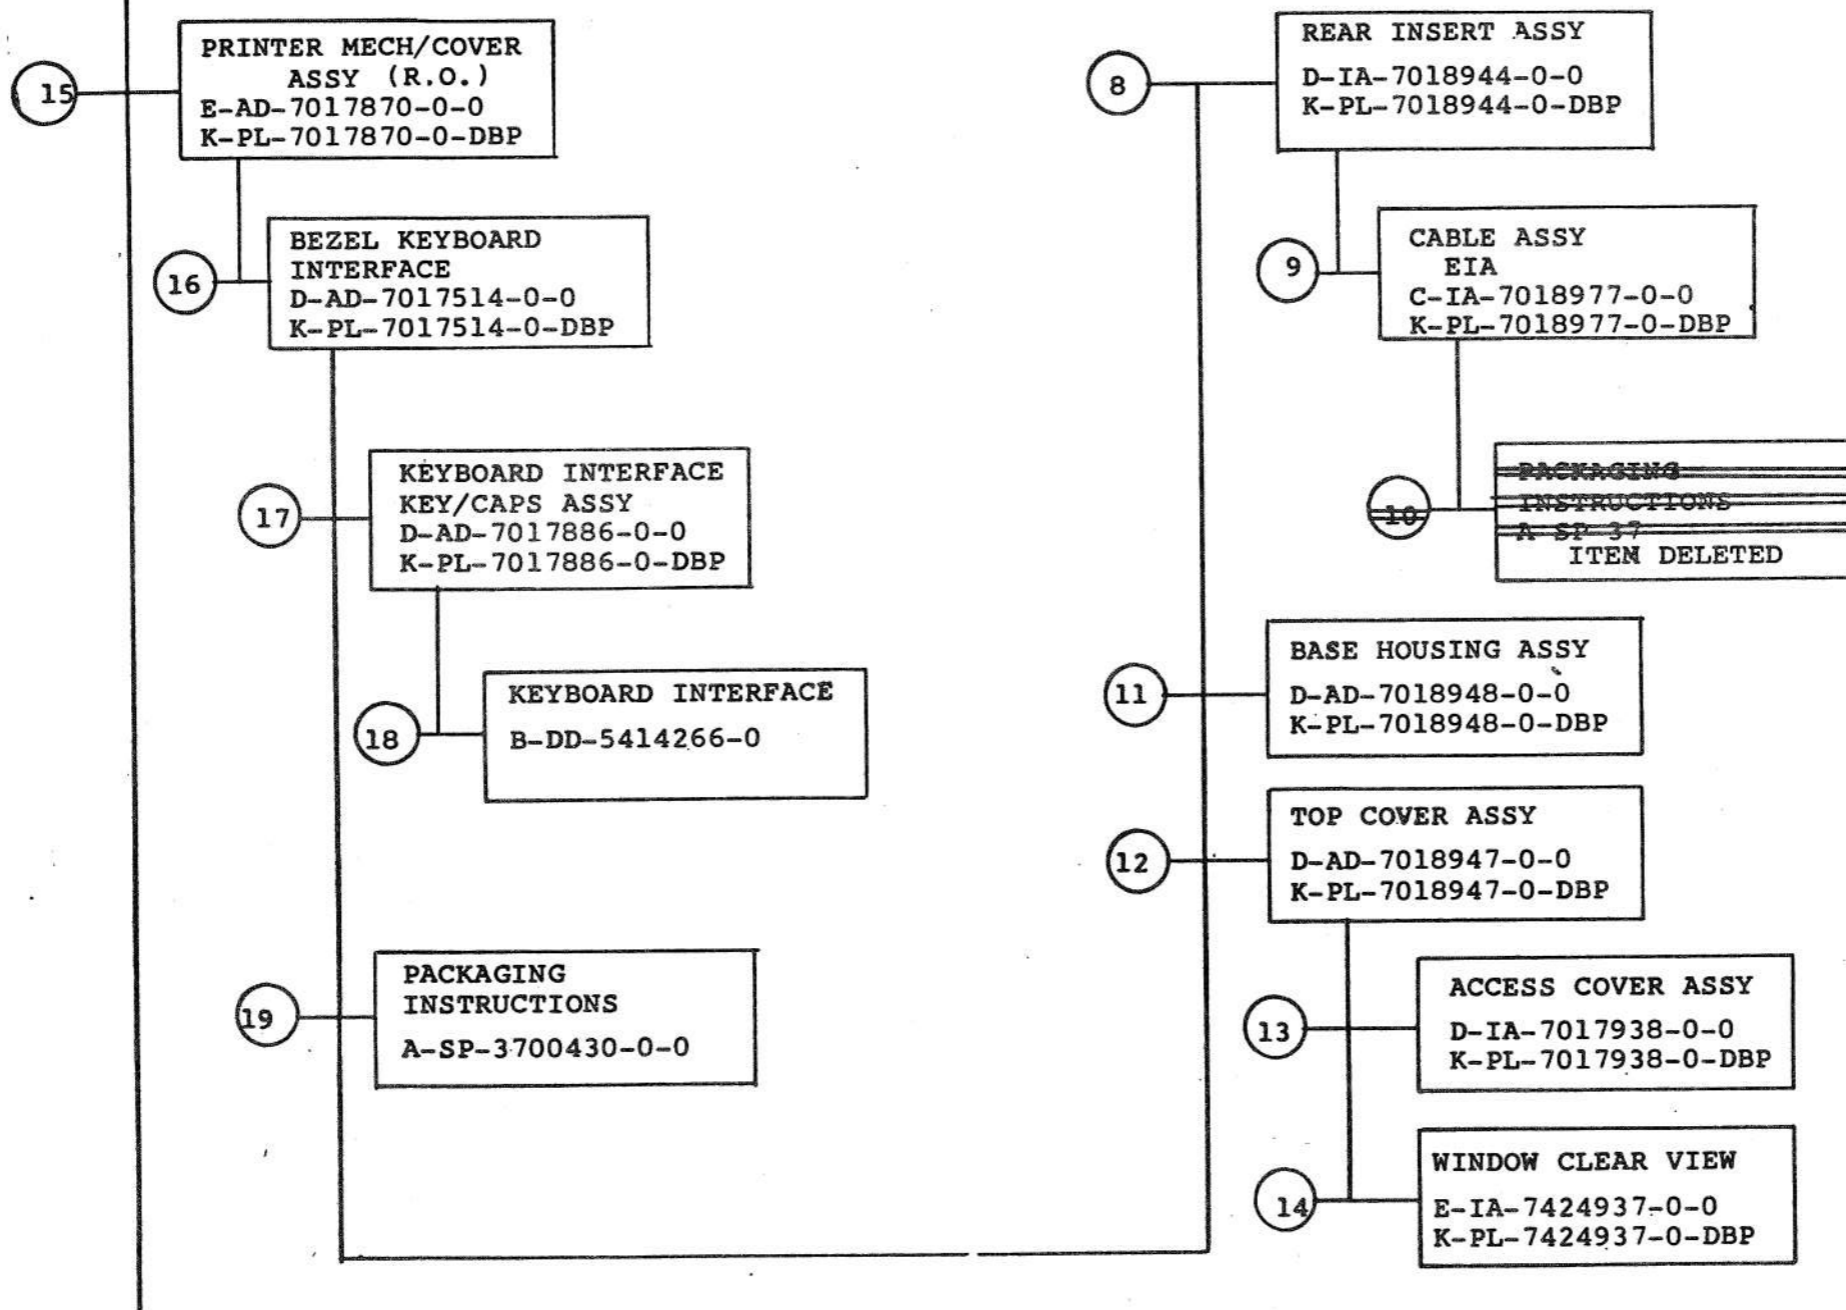 15
PRINTER MECH/COVER
ASSY (R.O.)
E-AD-7017870-0-0
K-PL-7017870-0-DBP
16
BEZEL KEYBOARD
INTERFACE
D-AD-7017514-0-0
K-PL-7017514-0-DBP
17
KEYBOARD INTERFACE
KEY/CAPS ASSY
D-AD-7017886-0-0
K-PL-7017886-0-DBP
18
KEYBOARD INTERFACE
B-DD-5414266-0
19
PACKAGING
INSTRUCTIONS
A-SP-3700430-0-0
8
REAR INSERT ASSY
D-IA-7018944-0-0
K-PL-7018944-0-DBP
9
CABLE ASSY
EIA
C-IA-7018977-0-0
K-PL-7018977-0-DBP
10
PACKAGING
INSTRUCTIONS
A SP 37
ITEM DELETED
11
BASE HOUSING ASSY
D-AD-7018948-0-0
K-PL-7018948-0-DBP
12
TOP COVER ASSY
D-AD-7018947-0-0
K-PL-7018947-0-DBP
13
ACCESS COVER ASSY
D-IA-7017938-0-0
K-PL-7017938-0-DBP
14
WINDOW CLEAR VIEW
E-IA-7424937-0-0
K-PL-7424937-0-DBP